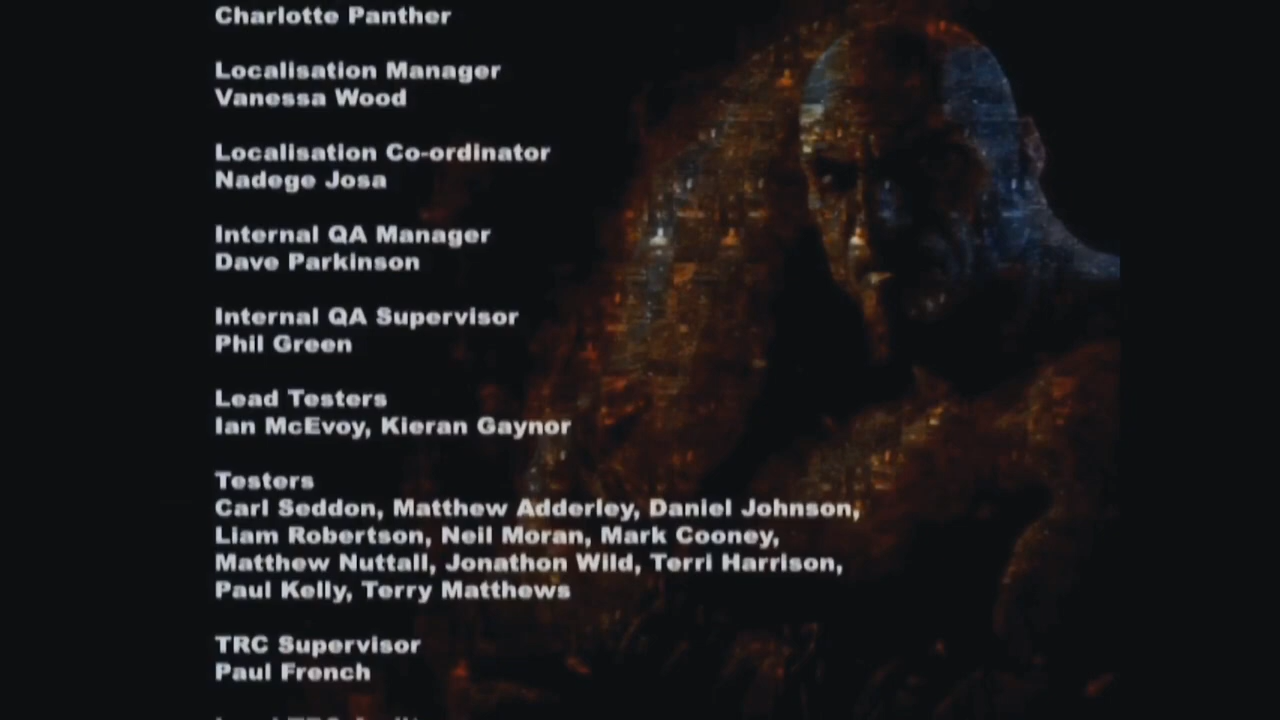 Charlotte Panther
Localisation Manager
Vanessa Wood
Localisation Co-ordinator
Nadege Josa
Internal QA Manager
Dave Parkinson
Internal QA Supervisor
Phil Green
Lead Testers
Ian McEvoy, Kieran Gaynor
Testers
Carl Seddon, Matthew Adderley, Daniel Johnson,
Liam Robertson, Neil Moran, Mark Cooney,
Matthew Nuttall, Jonathon Wild, Terri Harrison,
Paul Kelly, Terry Matthews
TRC Supervisor
Paul French